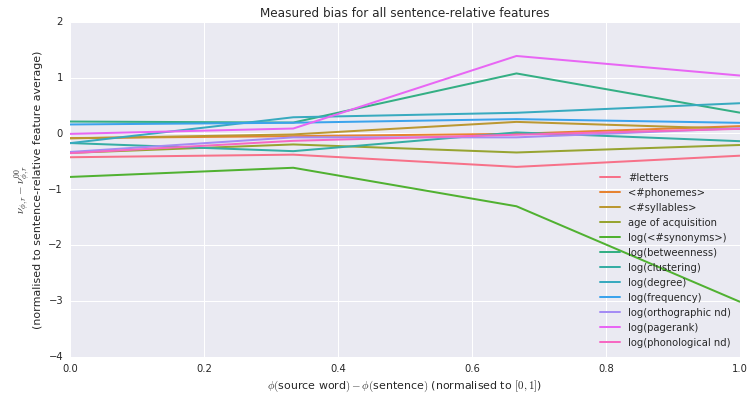 Measured bias for all sentence-relative features
2
1
0
−1
−2
−3
−4
0.0 0.2 0.4 0.6 0.8 1.0
ν_{ϕ,r} − ν^{00}_{ϕ,r}
(normalised to sentence-relative feature average)
ϕ(source word) − ϕ(sentence) (normalised to [0, 1])
#letters
<#phonemes>
<#syllables>
age of acquisition
log(<#synonyms>)
log(betweenness)
log(clustering)
log(degree)
log(frequency)
log(orthographic nd)
log(pagerank)
log(phonological nd)